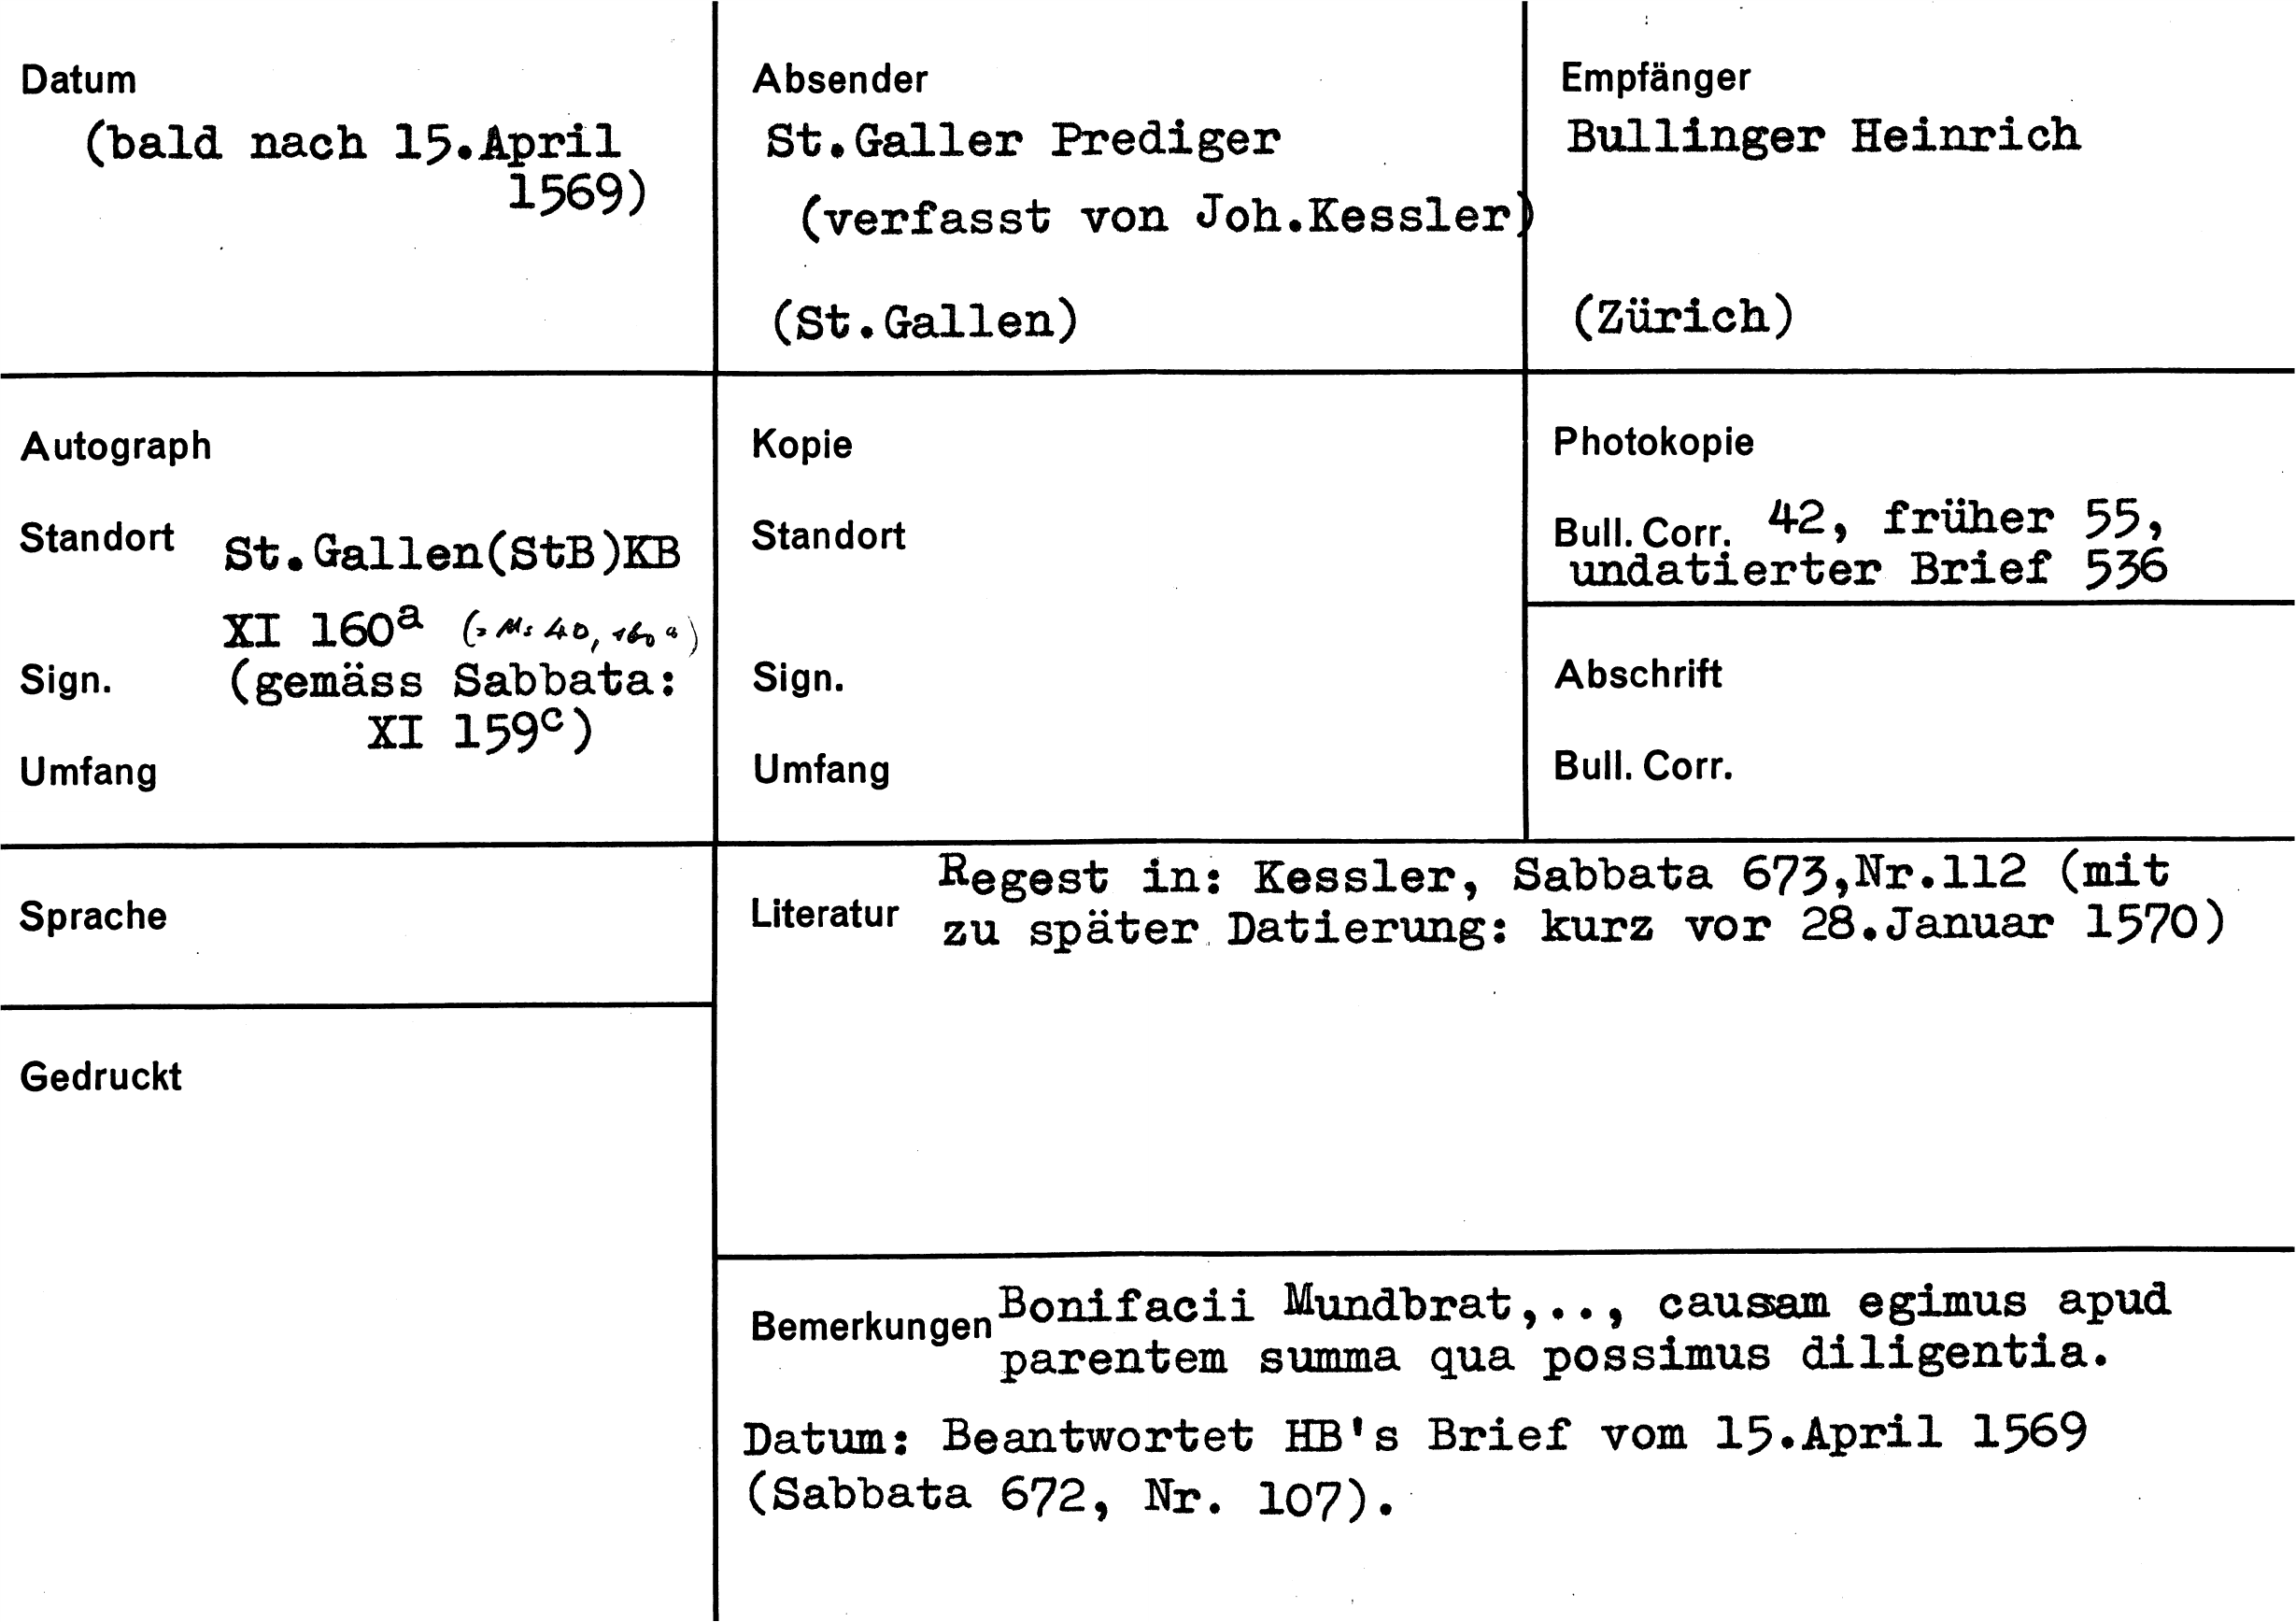 Datum
(bald nach 15.April
1569)
Absender
St.Galler Prediger
(verfasst von Joh.Kessler)
(St.Gallen)
Empfänger
Bullinger Heinrich
(Zürich)
Autograph
Standort St.Gallen(StB)KB
XI 160a (= Ms 40, 160a)
Sign. (gemäss Sabbata:
XI 159c)
Umfang
Kopie
Standort
Sign.
Umfang
Photokopie
Bull. Corr. 42, früher 55,
undatierter Brief 536
Abschrift
Bull. Corr.
Sprache
Gedruckt
Literatur Regest in: Kessler, Sabbata 673,Nr.112 (mit
zu später Datierung: kurz vor 28.Januar 1570)
Bemerkungen Bonifacii Mundbrat,.., causam egimus apud
parentem summa qua possimus diligentia.
Datum: Beantwortet HB's Brief vom 15.April 1569
(Sabbata 672, Nr. 107).